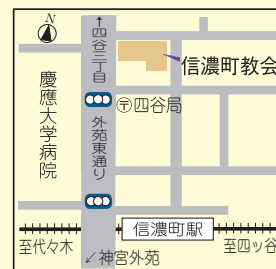 N
↑四谷三丁目
信濃町教会
慶應大学病院
〒四谷局
外苑東通り
信濃町駅
至代々木
至四ッ谷
↙神宮外苑